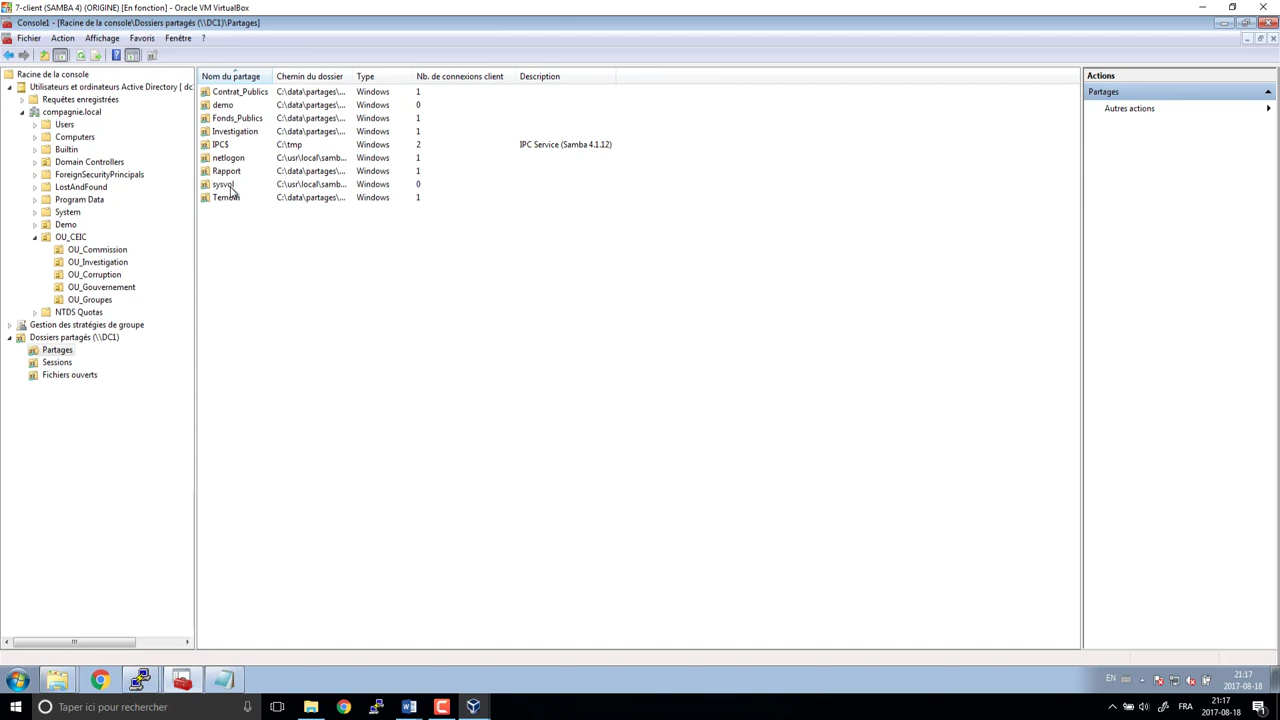 7-client (SAMBA 4) (ORIGINE) [En fonction] - Oracle VM VirtualBox
Console1 - [Racine de la console\Dossiers partagés (\\DC1)\Partages]
Fichier Action Affichage Favoris Fenêtre ?
Racine de la console
Utilisateurs et ordinateurs Active Directory [ dc
Requêtes enregistrées
compagnie.local
Users
Computers
Builtin
Domain Controllers
ForeignSecurityPrincipals
LostAndFound
Program Data
System
Demo
OU_CEIC
OU_Commission
OU_Investigation
OU_Corruption
OU_Gouvernement
OU_Groupes
NTDS Quotas
Gestion des stratégies de groupe
Dossiers partagés (\\DC1)
Partages
Sessions
Fichiers ouverts
Nom du partage Chemin du dossier Type Nb. de connexions client Description
Contrat_Publics C:\data\partages\... Windows 1
demo C:\data\partages\... Windows 0
Fonds_Publics C:\data\partages\... Windows 1
Investigation C:\data\partages\... Windows 1
IPC$ C:\tmp Windows 2 IPC Service (Samba 4.1.12)
netlogon C:\usr\local\samb... Windows 1
Rapport C:\data\partages\... Windows 1
sysvol C:\usr\local\samb... Windows 0
C:\data\partages\... Windows 1
Actions
Partages
Autres actions
EN
21:17
2017-08-18
Taper ici pour rechercher
FRA
21:17
2017-08-18
1